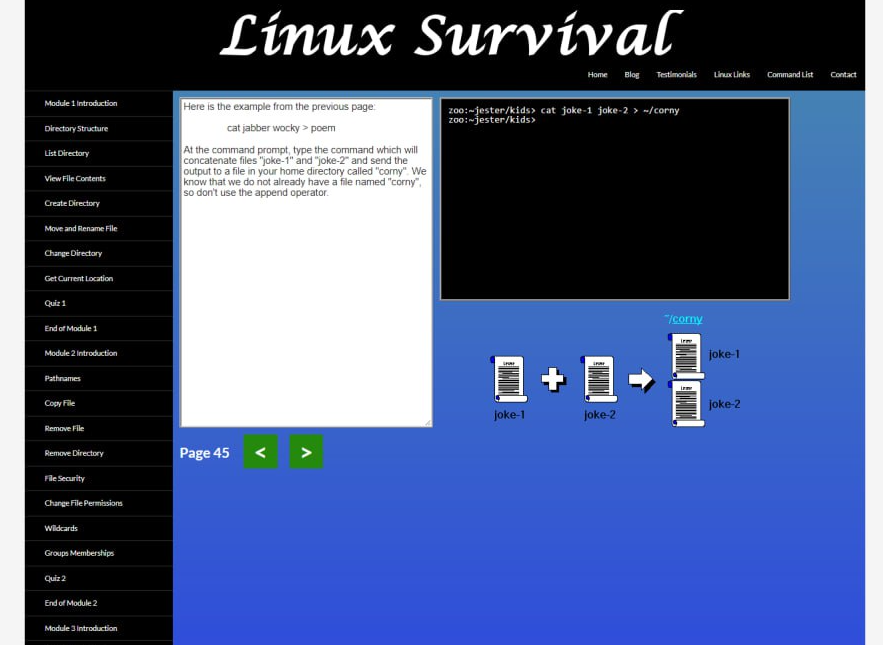 Linux Survival
Home Blog Testimonials Linux Links Command List Contact
Module 1 Introduction
Directory Structure
List Directory
View File Contents
Create Directory
Move and Rename File
Change Directory
Get Current Location
Quiz 1
End of Module 1
Module 2 Introduction
Pathnames
Copy File
Remove File
Remove Directory
File Security
Change File Permissions
Wildcards
Groups Memberships
Quiz 2
End of Module 2
Module 3 Introduction
Here is the example from the previous page:
cat jabber wocky > poem
At the command prompt, type the command which will
concatenate files "joke-1" and "joke-2" and send the
output to a file in your home directory called "corny". We
know that we do not already have a file named "corny",
so don't use the append operator.
Page 45 < >
zoo:~jester/kids> cat joke-1 joke-2 > ~/corny
zoo:~jester/kids>
~/corny
joke-1
joke-2
joke-1
joke-2